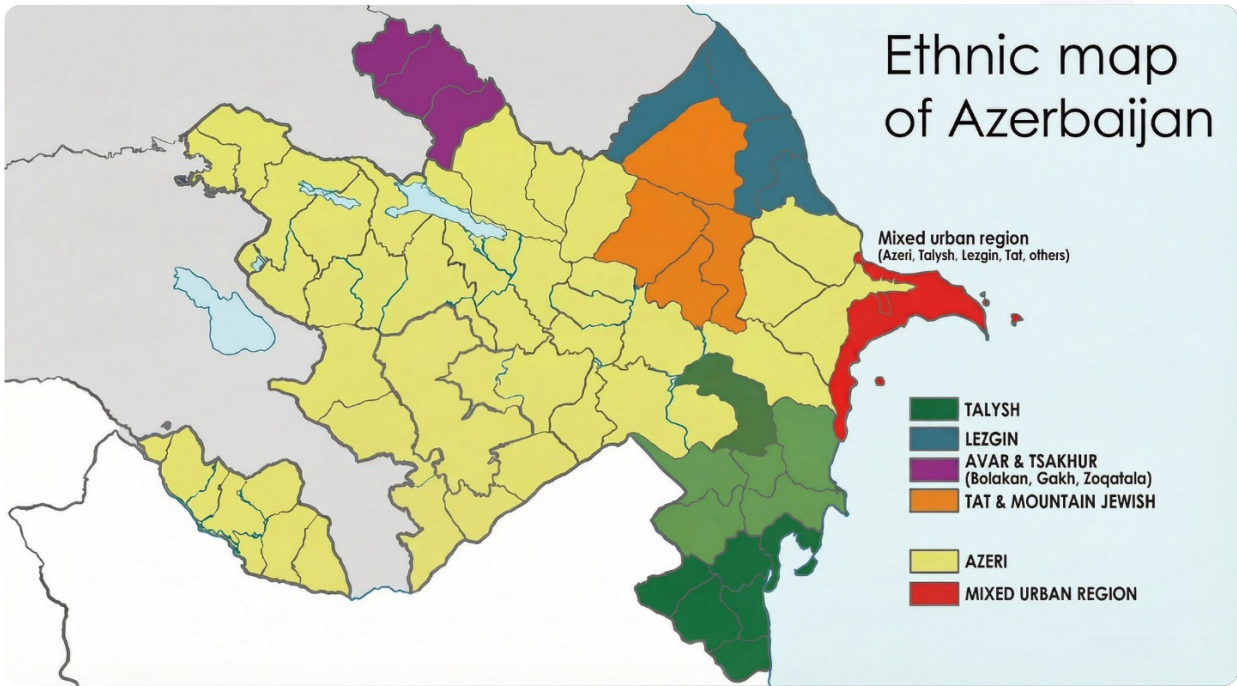 Ethnic map
of Azerbaijan
Mixed urban region
(Azeri, Talysh, Lezgin, Tat, others)
TALYSH
LEZGIN
AVAR & TSAKHUR
(Bolakan, Gakh, Zoqatala)
TAT & MOUNTAIN JEWISH
AZERI
MIXED URBAN REGION